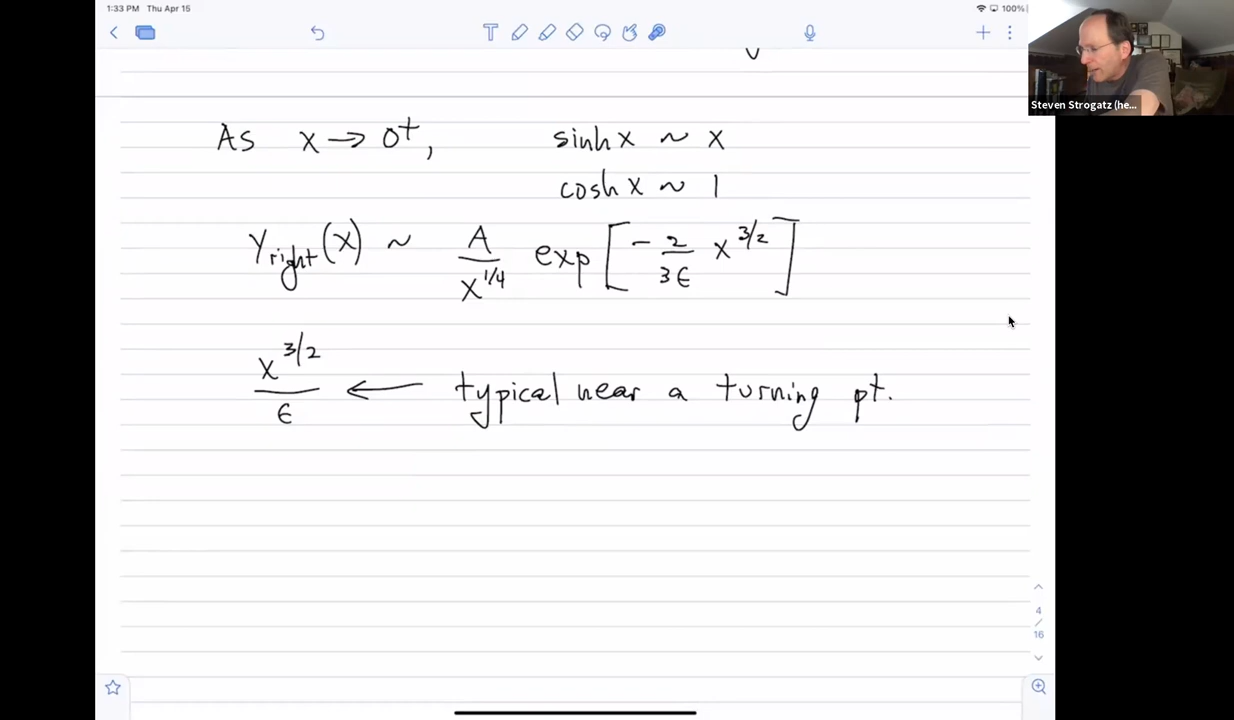 1:33 PM Thu Apr 15
100%
Steven Strogatz (he...
As x → 0⁺, sinh x ~ x
cosh x ~ 1
y_right(x) ~ A/x^{1/4} exp[-2/(3ε) x^{3/2}]
x^{3/2}/ε ← typical near a turning pt.
4
/
16